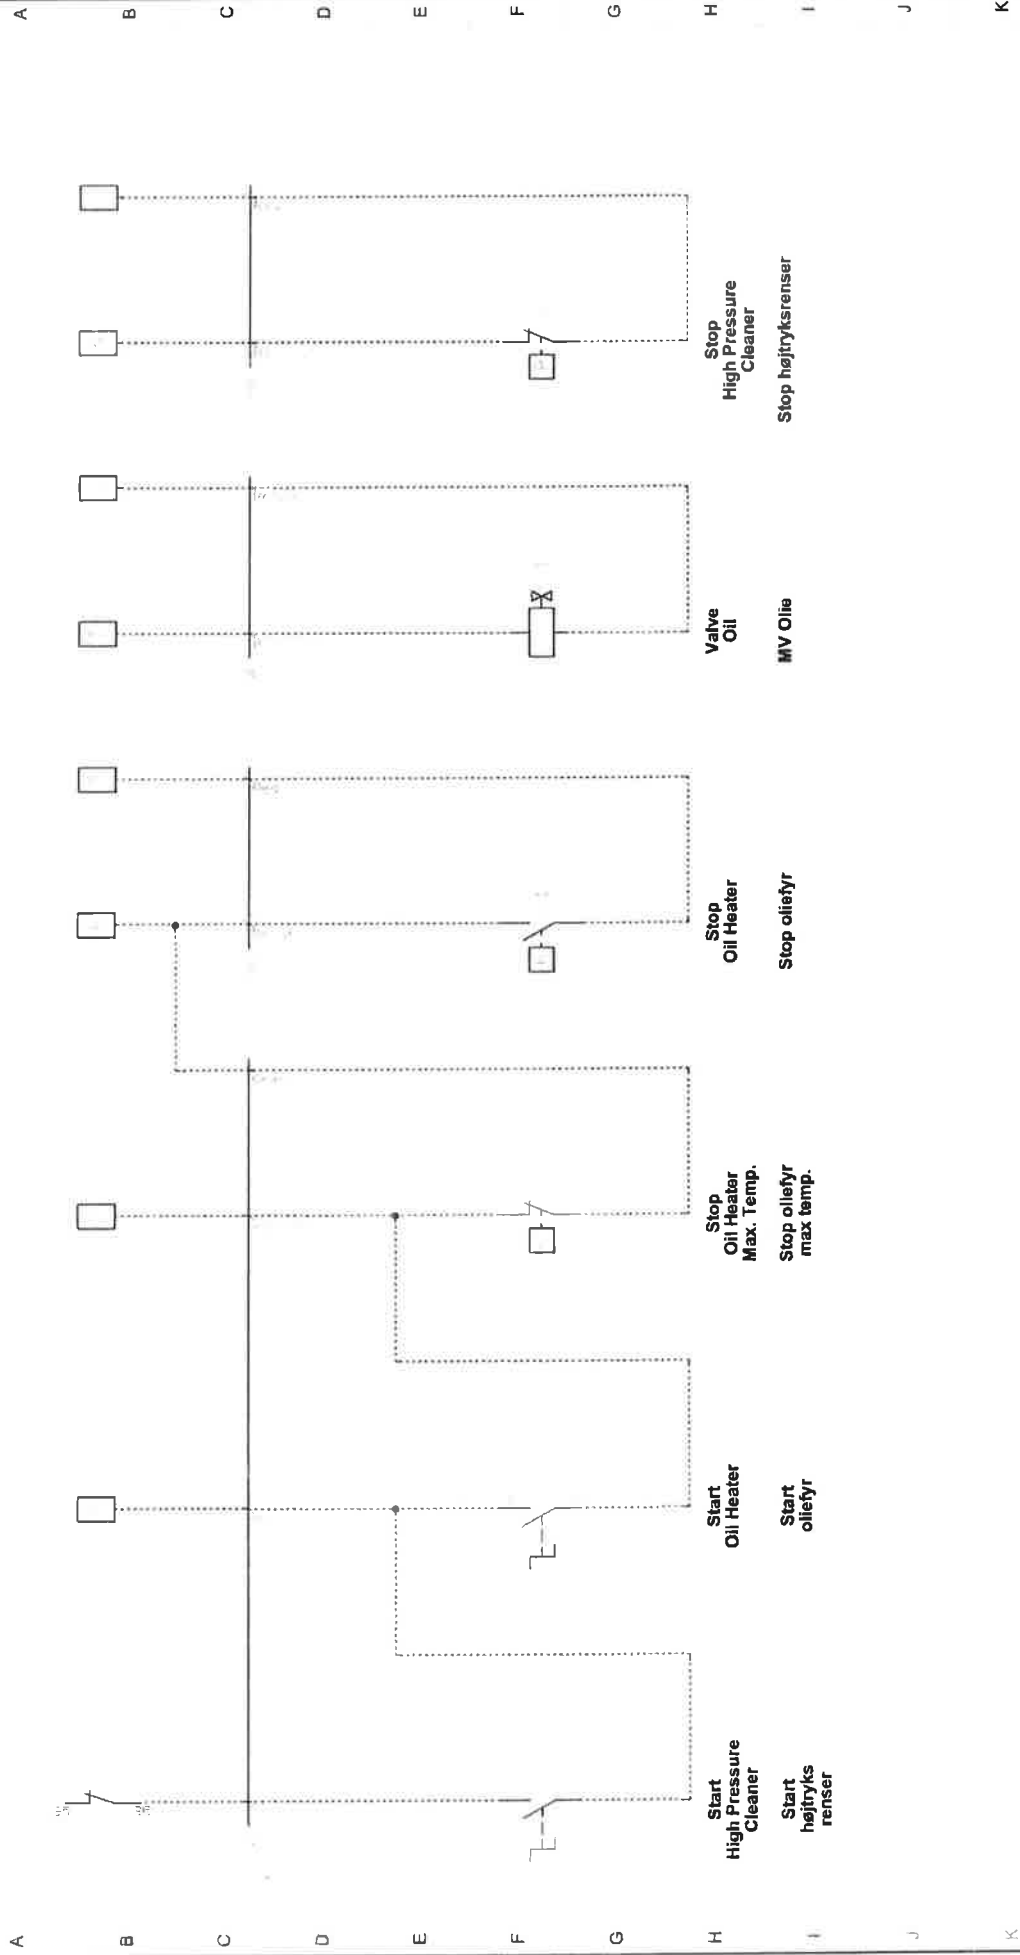 A
B
C
D
E
F
G
H
I
J
K
Start
High Pressure
Cleaner
Start
højtryks
renser
Start
Oil Heater
Start
oliefyr
Stop
Oil Heater
Max. Temp.
Stop oliefyr
max temp.
Stop
Oil Heater
Stop oliefyr
Valve
Oil
MV Olie
Stop
High Pressure
Cleaner
Stop højtryksrenser
A
B
C
D
E
F
G
H
I
J
K